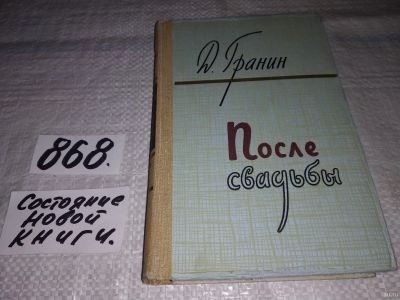 Д. Гранин
После
свадьбы
868.
Состояние
Новой
книги.